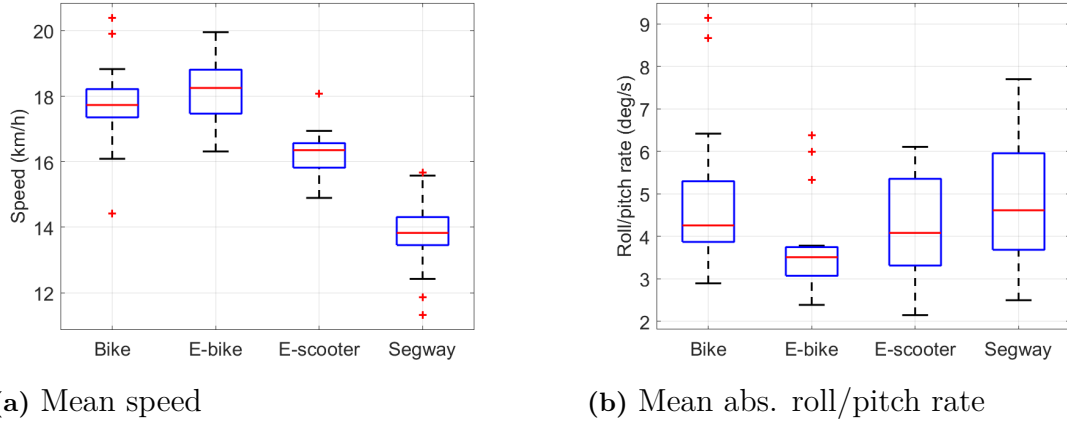 Speed (km/h)
20
18
16
14
12
Bike E-bike E-scooter Segway
Roll/pitch rate (deg/s)
9
8
7
6
5
4
3
2
Bike E-bike E-scooter Segway
(a) Mean speed
(b) Mean abs. roll/pitch rate